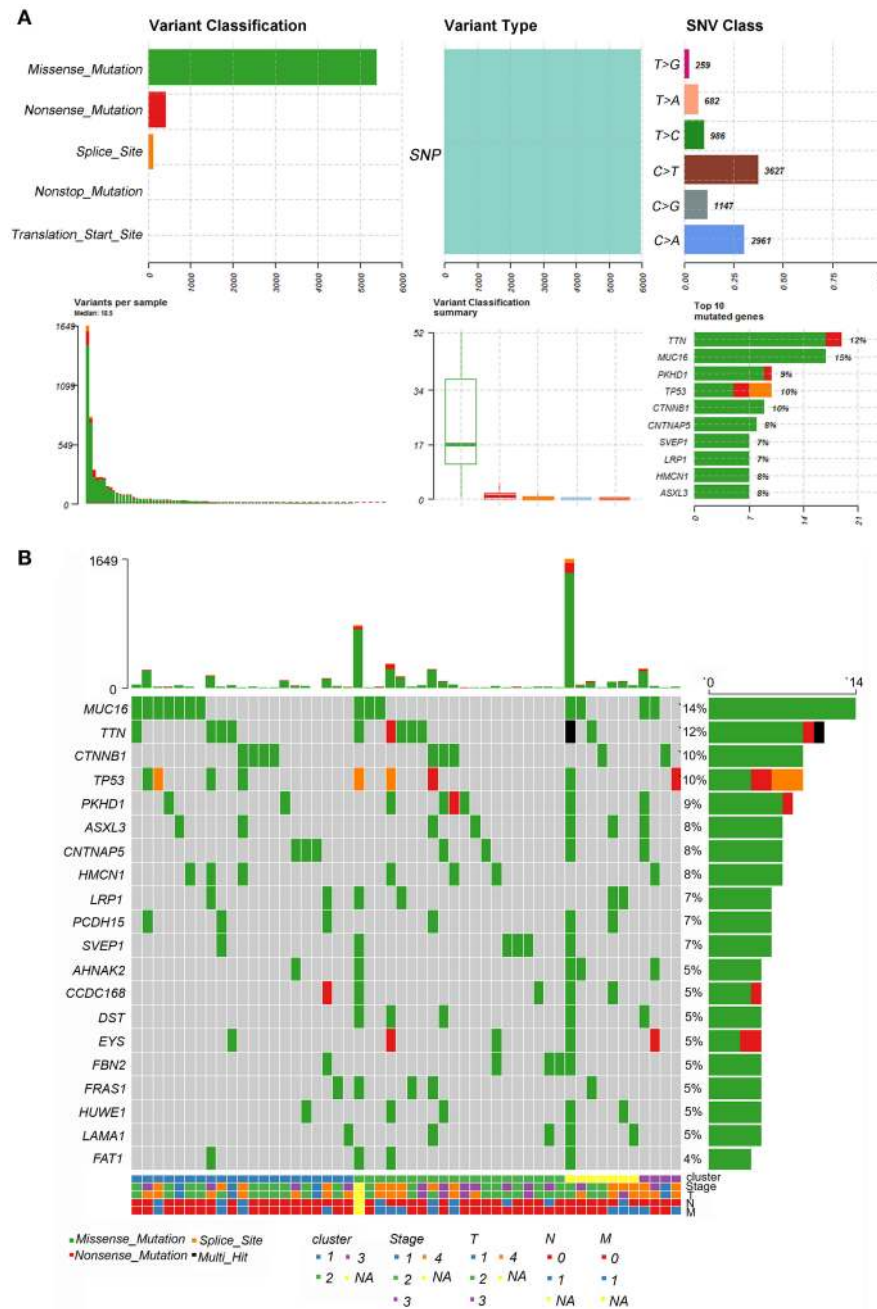 A
Variant Classification
Missense_Mutation
Nonsense_Mutation
Splice_Site
Nonstop_Mutation
Translation_Start_Site
0 1000 2000 3000 4000 5000 6000
Variant Type
SNP
0 1000 2000 3000 4000 5000 6000
SNV Class
T>G 259
T>A 682
T>C 986
C>T 3627
C>G 1147
C>A 2961
0.00 0.25 0.50 0.75
Variants per sample
Median: 18.5
1649
1099
549
0
Variant Classification
summary
52
34
17
0
Top 10
mutated genes
TTN 12%
MUC16 15%
PKHD1 9%
TP53 10%
CTNNB1 10%
CNTNAP5 8%
SVEP1 7%
LRP1 7%
HMCN1 8%
ASXL3 8%
0 7 14 21
B
1649
0
0 14
MUC16 14%
TTN 12%
CTNNB1 10%
TP53 10%
PKHD1 9%
ASXL3 8%
CNTNAP5 8%
HMCN1 8%
LRP1 7%
PCDH15 7%
SVEP1 7%
AHNAK2 5%
CCDC168 5%
DST 5%
EYS 5%
FBN2 5%
FRAS1 5%
HUWE1 5%
LAMA1 5%
FAT1 4%
cluster
Stage
T
N
M
Missense_Mutation Splice_Site
Nonsense_Mutation Multi_Hit
cluster Stage T N M
1 3 1 4 1 4 0 0
2 NA 2 NA 2 NA 1 1
3 3 NA NA